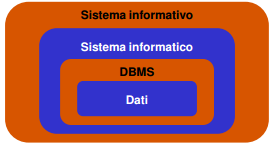 Sistema informativo
Sistema informatico
DBMS
Dati